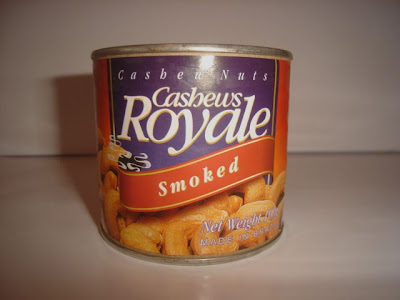 Cashew Nuts
Cashews
Royale
Smoked
Net Weight
MADE